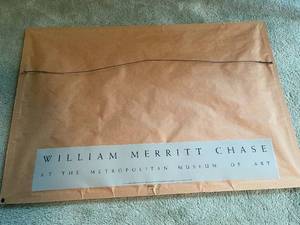 WILLIAM MERRITT CHASE
AT THE METROPOLITAN MUSEUM OF ART